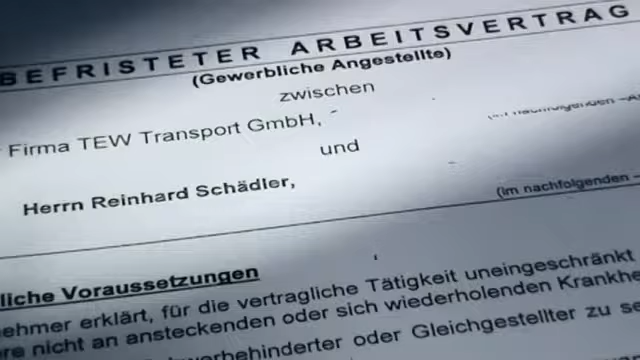 BEFRISTETER ARBEITSVERTRAG
(Gewerbliche Angestellte)
zwischen
Firma TEW Transport GmbH,
und
Herrn Reinhard Schädler,
(im nachfolgenden –
liche Voraussetzungen
nehmer erklärt, für die vertragliche Tätigkeit uneingeschränkt
nicht an ansteckenden oder sich wiederholenden Krankhe
oder Gleichgestellter zu se